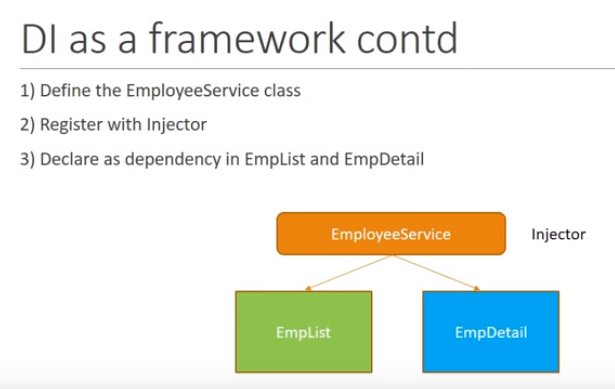 DI as a framework contd
1) Define the EmployeeService class
2) Register with Injector
3) Declare as dependency in EmpList and EmpDetail
EmployeeService
Injector
EmpList
EmpDetail